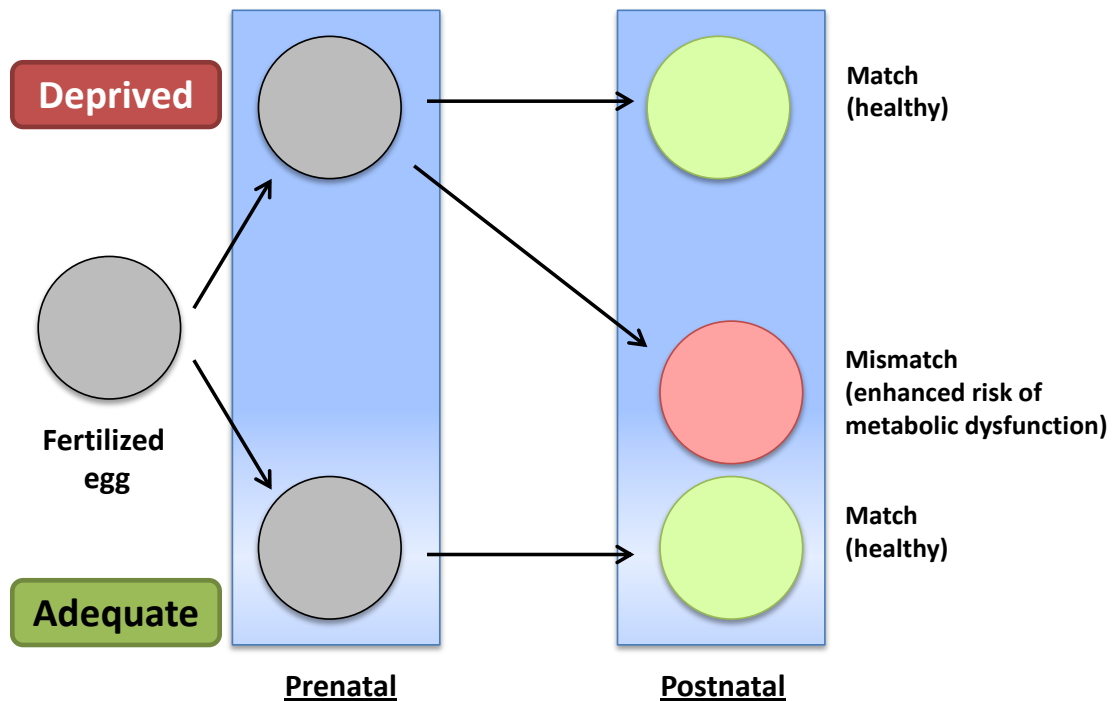 Deprived
Match
(healthy)
Fertilized
egg
Mismatch
(enhanced risk of
metabolic dysfunction)
Match
(healthy)
Adequate
Prenatal
Postnatal